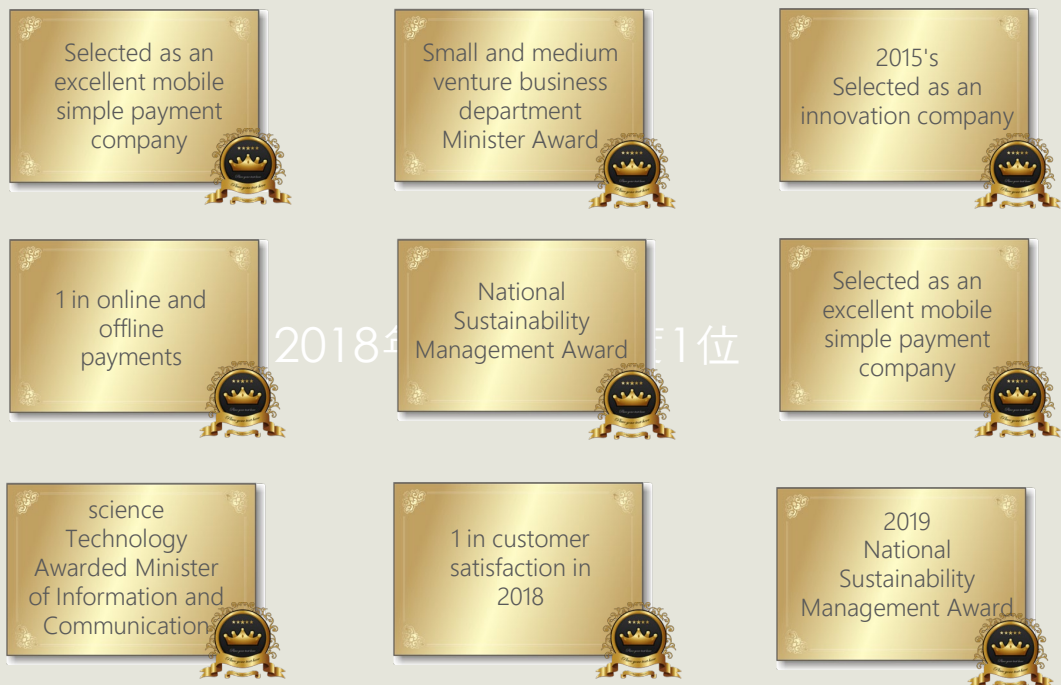 Selected as an
excellent mobile
simple payment
company
Small and medium
venture business
department
Minister Award
2015's
Selected as an
innovation company
1 in online and
offline
payments
2018年
National
Sustainability
Management Award
1位
Selected as an
excellent mobile
simple payment
company
science
Technology
Awarded Minister
of Information and
Communication
1 in customer
satisfaction in
2018
2019
National
Sustainability
Management Award